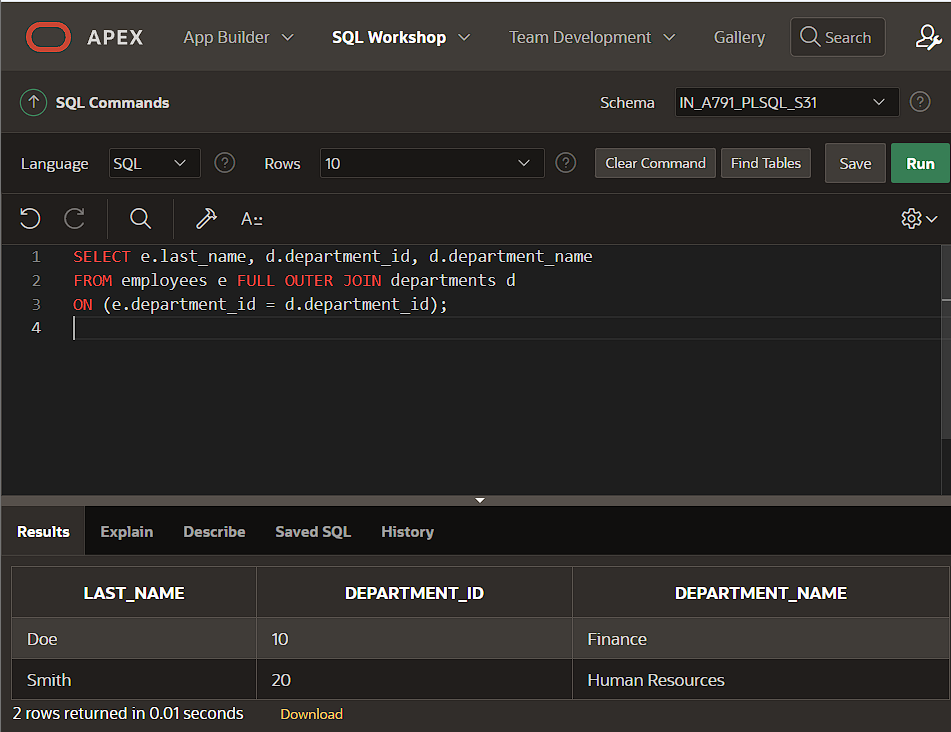 APEX App Builder SQL Workshop Team Development Gallery Search
SQL Commands Schema IN_A791_PLSQL_S31
Language SQL Rows 10 Clear Command Find Tables Save Run
A::
1 SELECT e.last_name, d.department_id, d.department_name
2 FROM employees e FULL OUTER JOIN departments d
3 ON (e.department_id = d.department_id);
4
Results Explain Describe Saved SQL History
LAST_NAME DEPARTMENT_ID DEPARTMENT_NAME
Doe 10 Finance
Smith 20 Human Resources
2 rows returned in 0.01 seconds Download